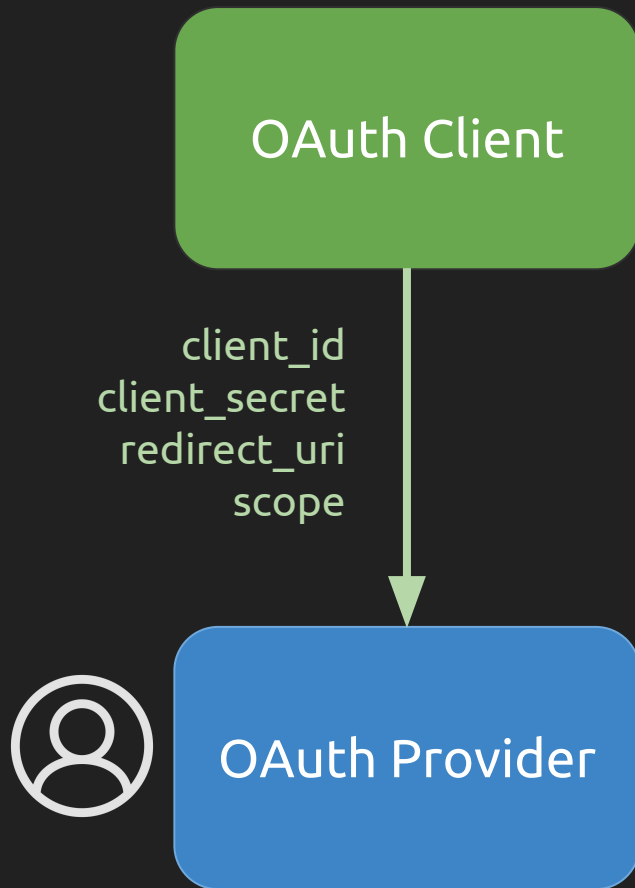 OAuth Client
client_id
client_secret
redirect_uri
scope
OAuth Provider